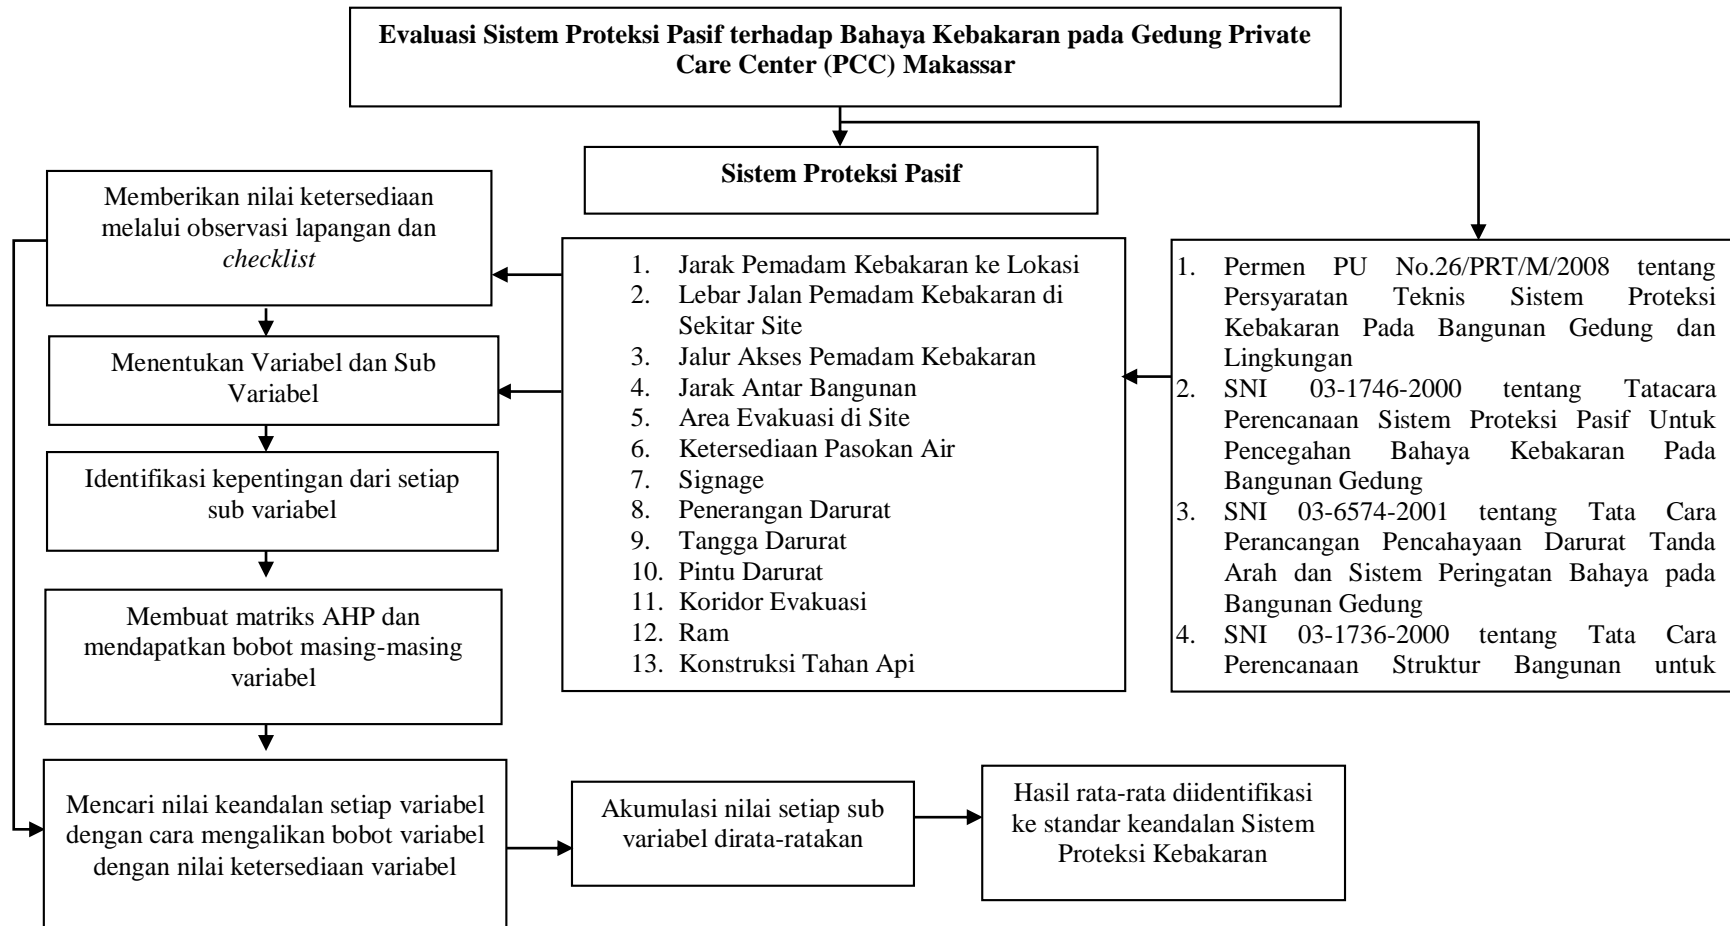 Evaluasi Sistem Proteksi Pasif terhadap Bahaya Kebakaran pada Gedung Private
Care Center (PCC) Makassar
Sistem Proteksi Pasif
Memberikan nilai ketersediaan
melalui observasi lapangan dan
checklist
Menentukan Variabel dan Sub
Variabel
Identifikasi kepentingan dari setiap
sub variabel
Membuat matriks AHP dan
mendapatkan bobot masing-masing
variabel
Mencari nilai keandalan setiap variabel
dengan cara mengalikan bobot variabel
dengan nilai ketersediaan variabel
1. Jarak Pemadam Kebakaran ke Lokasi
2. Lebar Jalan Pemadam Kebakaran di
Sekitar Site
3. Jalur Akses Pemadam Kebakaran
4. Jarak Antar Bangunan
5. Area Evakuasi di Site
6. Ketersediaan Pasokan Air
7. Signage
8. Penerangan Darurat
9. Tangga Darurat
10. Pintu Darurat
11. Koridor Evakuasi
12. Ram
13. Konstruksi Tahan Api
1. Permen PU No.26/PRT/M/2008 tentang
Persyaratan Teknis Sistem Proteksi
Kebakaran Pada Bangunan Gedung dan
Lingkungan
2. SNI 03-1746-2000 tentang Tatacara
Perencanaan Sistem Proteksi Pasif Untuk
Pencegahan Bahaya Kebakaran Pada
Bangunan Gedung
3. SNI 03-6574-2001 tentang Tata Cara
Perancangan Pencahayaan Darurat Tanda
Arah dan Sistem Peringatan Bahaya pada
Bangunan Gedung
4. SNI 03-1736-2000 tentang Tata Cara
Perencanaan Struktur Bangunan untuk
Akumulasi nilai setiap sub
variabel dirata-ratakan
Hasil rata-rata diidentifikasi
ke standar keandalan Sistem
Proteksi Kebakaran